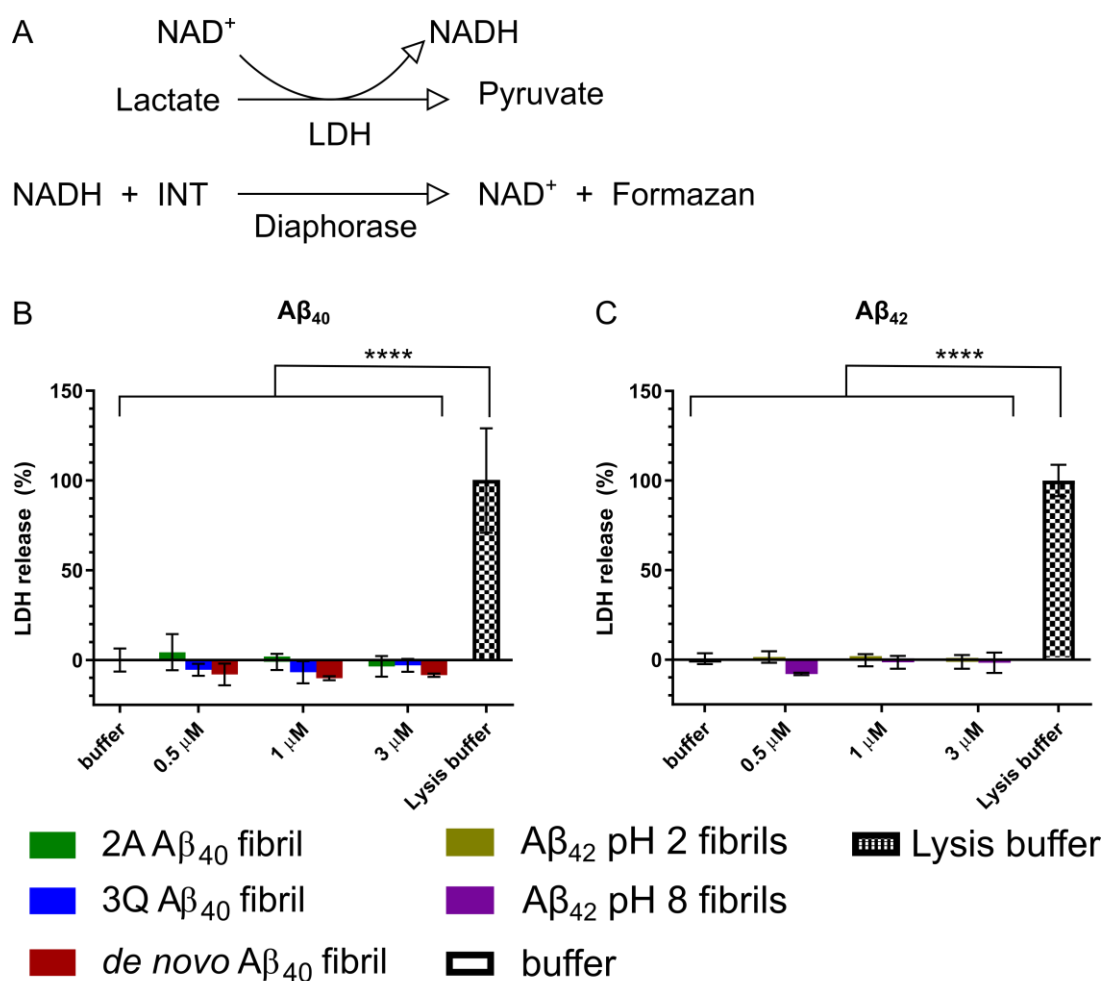 A
NAD⁺ NADH
Lactate Pyruvate
LDH
NADH + INT NAD⁺ + Formazan
Diaphorase
B Aβ₄₀
****
LDH release (%)
150
100
50
0
buffer
0.5 μM
1 μM
3 μM
Lysis buffer
C Aβ₄₂
****
LDH release (%)
150
100
50
0
buffer
0.5 μM
1 μM
3 μM
Lysis buffer
2A Aβ₄₀ fibril
3Q Aβ₄₀ fibril
de novo Aβ₄₀ fibril
Aβ₄₂ pH 2 fibrils
Aβ₄₂ pH 8 fibrils
buffer
Lysis buffer